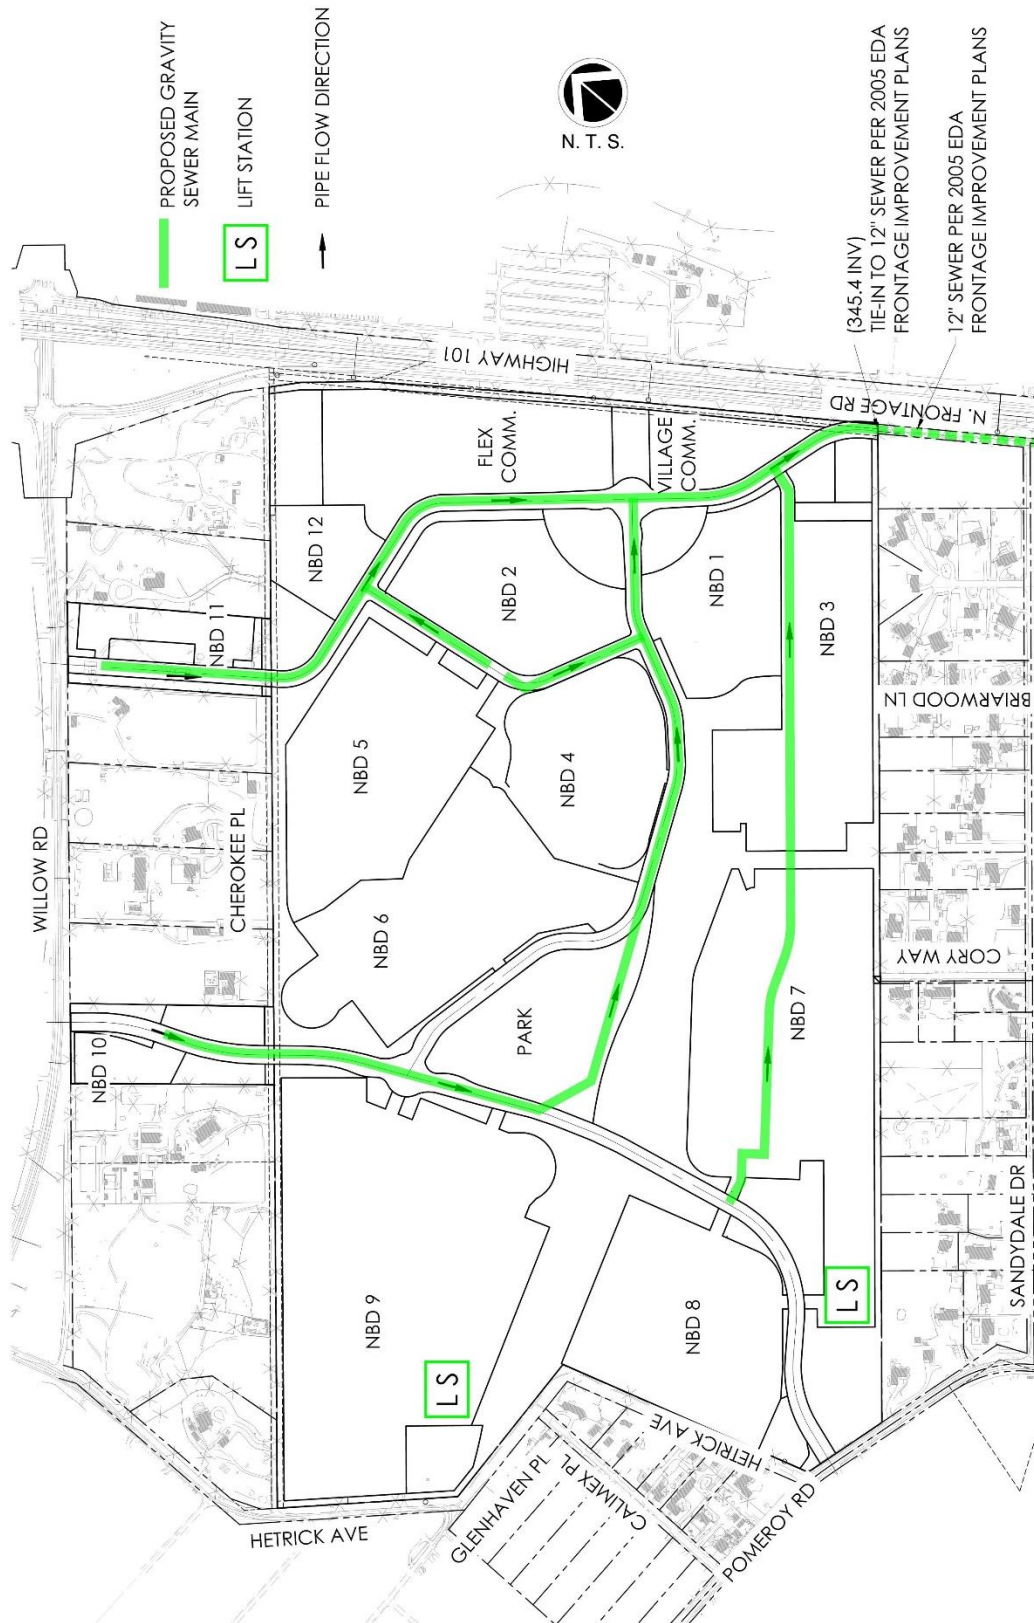 PROPOSED GRAVITY
SEWER MAIN
LS
LIFT STATION
PIPE FLOW DIRECTION
N. T. S.
(345.4 INV)
TIE-IN TO 12" SEWER PER 2005 EDA
FRONTAGE IMPROVEMENT PLANS
12" SEWER PER 2005 EDA
FRONTAGE IMPROVEMENT PLANS
HIGHWAY 101
N. FRONTAGE RD
FLEX
COMM.
VILLAGE
COMM.
NBD 12
NBD 11
NBD 2
NBD 1
NBD 3
NBD 5
NBD 4
NBD 6
PARK
NBD 7
NBD 10
NBD 9
NBD 8
LS
LS
WILLOW RD
CHEROKEE PL
BRIARWOOD LN
CORY WAY
SANDYDALE DR
HETRICK AVE
HETRICK AVE
GLENHAVEN PL
CALIMEX PL
POMEROY RD